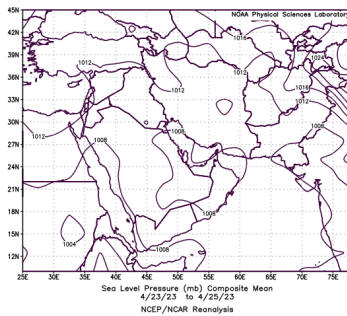 NOAA Physical Sciences Laboratory
45N
42N
39N
36N
33N
30N
27N
24N
21N
18N
15N
12N
1016
1024
1012
1012
1012
1016
1012
1012
1008
1008
1008
1008
1004
1008
25E 30E 35E 40E 45E 50E 55E 60E 65E 70E 75E
Sea Level Pressure (mb) Composite Mean
4/23/23 to 4/25/23
NCEP/NCAR Reanalysis